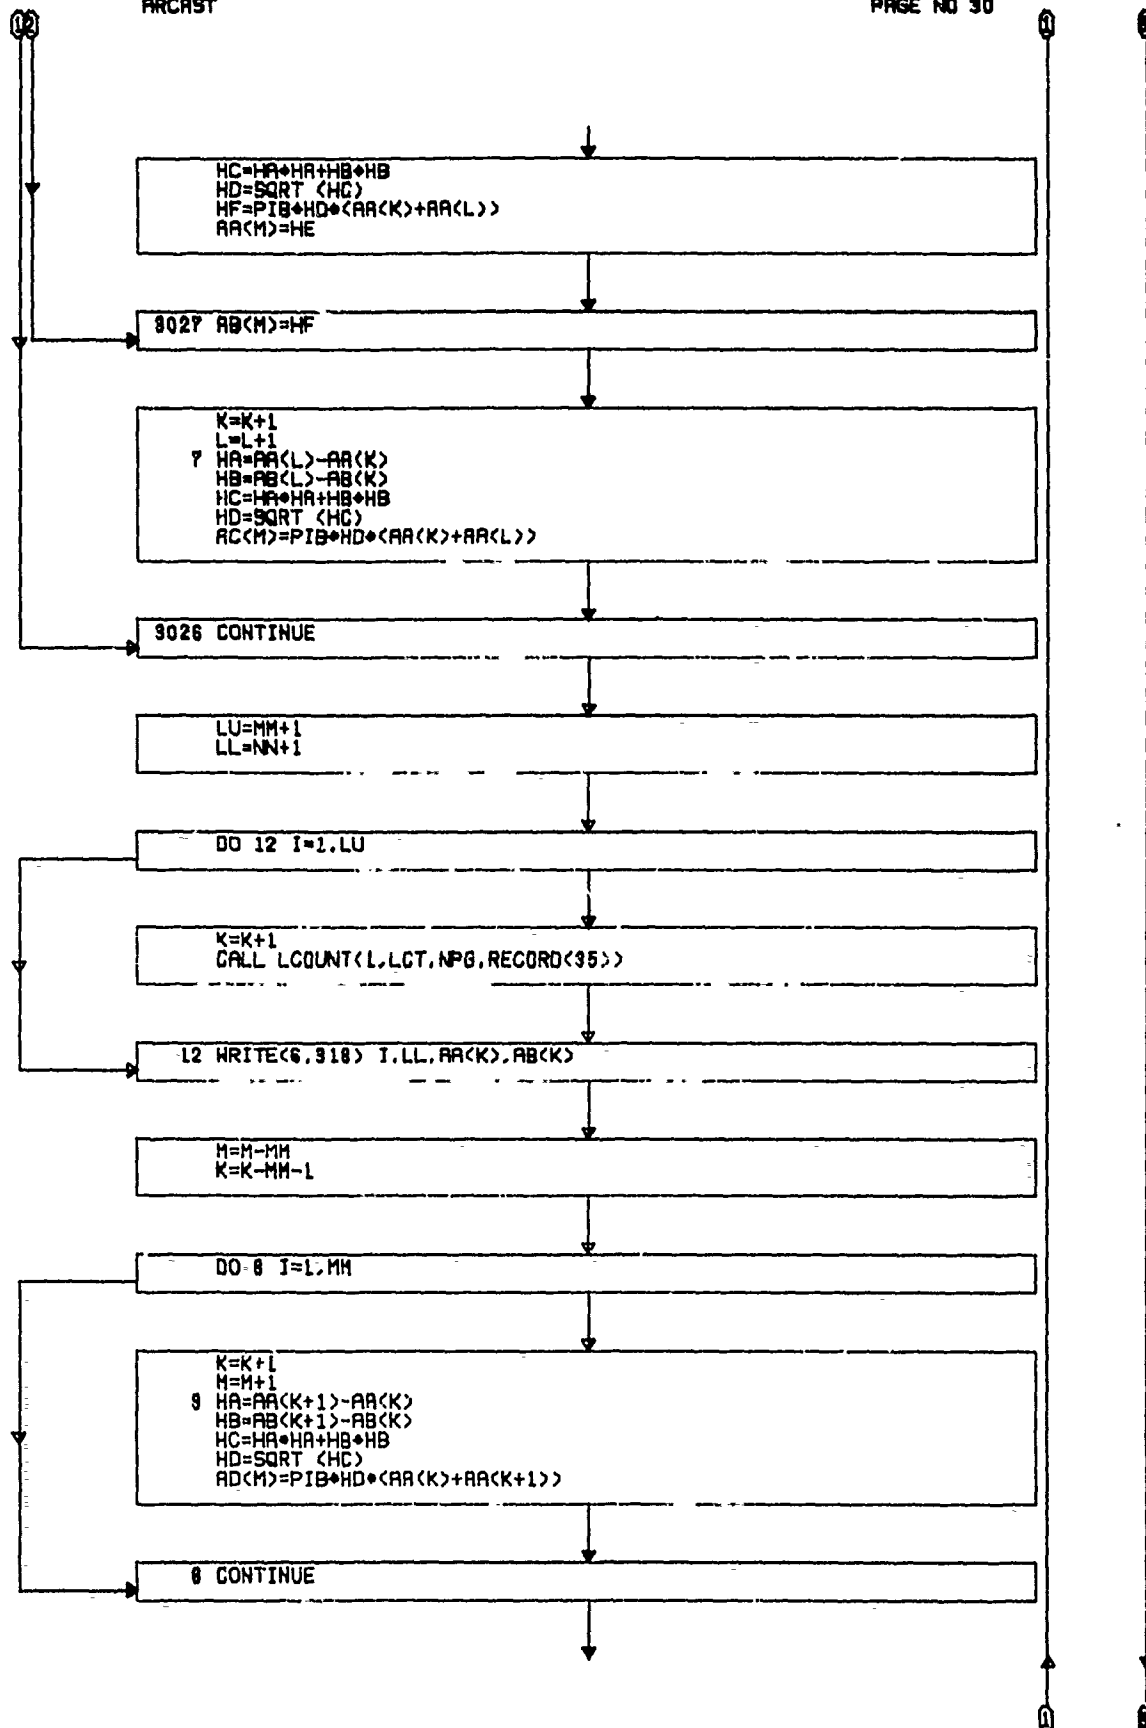 ARCAST PAGE NO 30
12 1
HC=HA*HA+HB*HB
HD=SQRT (HC)
HF=PIB*HD*(AA(K)+AA(L))
AA(M)=HE
3027 AB(M)=HF
K=K+1
L=L+1
7 HA=AA(L)-AA(K)
HB=AB(L)-AB(K)
HC=HA*HA+HB*HB
HD=SQRT (HC)
AC(M)=PIB*HD*(AA(K)+AA(L))
3026 CONTINUE
LU=MM+1
LL=NN+1
DO 12 I=1,LU
K=K+1
CALL LCOUNT(1,LCT,NPG,RECORD(35))
12 WRITE(6,318) I,LL,AA(K),AB(K)
M=M-MM
K=K-MM-1
DO 8 I=1,MM
K=K+1
M=M+1
9 HA=AA(K+1)-AA(K)
HB=AB(K+1)-AB(K)
HC=HA*HA+HB*HB
HD=SQRT (HC)
AD(M)=PIB*HD*(AA(K)+AA(K+1))
8 CONTINUE
1